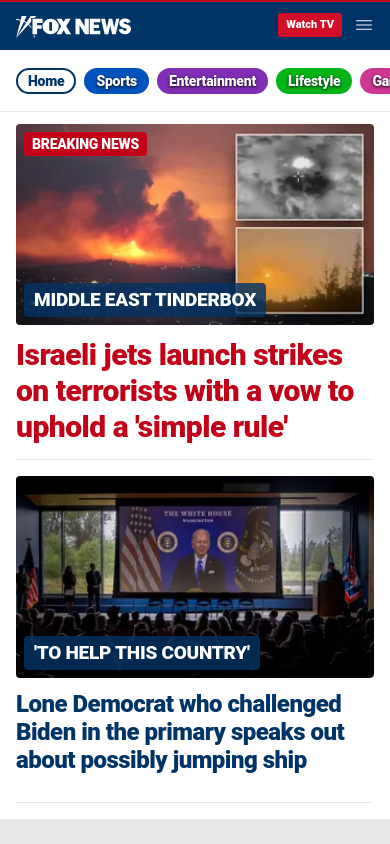 FOX NEWS
Watch TV
Home
Sports
Entertainment
Lifestyle
BREAKING NEWS
MIDDLE EAST TINDERBOX
Israeli jets launch strikes
on terrorists with a vow to
uphold a 'simple rule'
THE WHITE HOUSE
WASHINGTON
'TO HELP THIS COUNTRY'
Lone Democrat who challenged
Biden in the primary speaks out
about possibly jumping ship